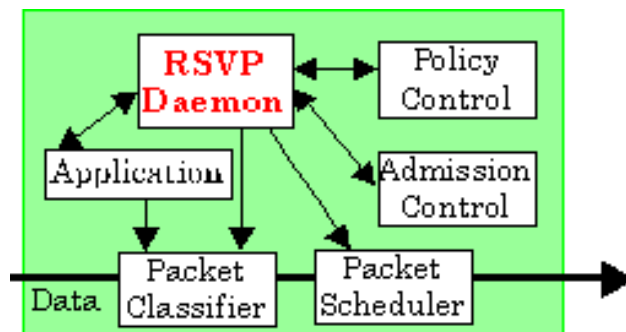 RSVP
Daemon
Policy
Control
Application
Admission
Control
Data
Packet
Classifier
Packet
Scheduler